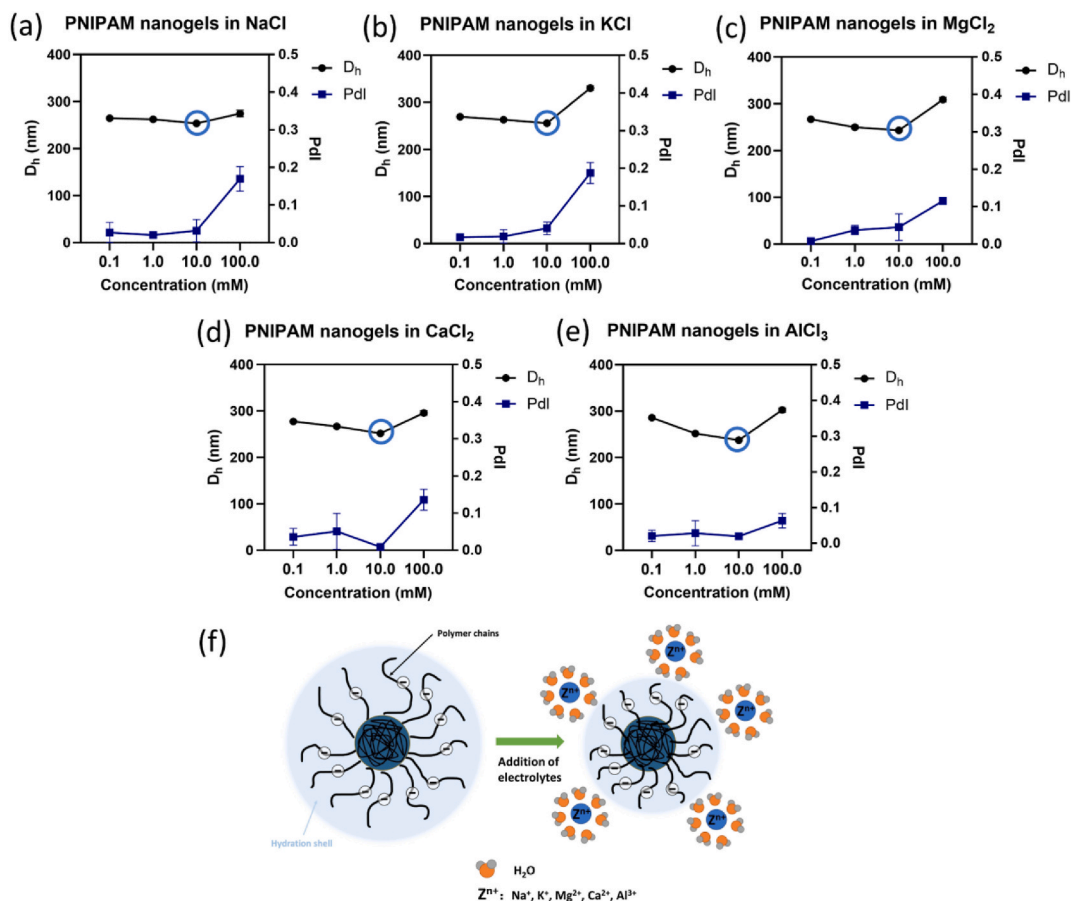 (a) PNIPAM nanogels in NaCl
400
300
200
100
0
Dh (nm)
0.5
0.4
0.3
0.2
0.1
0.0
PdI
Dh
PdI
0.1 1.0 10.0 100.0
Concentration (mM)
(b) PNIPAM nanogels in KCl
400
300
200
100
0
Dh (nm)
0.5
0.4
0.3
0.2
0.1
0.0
PdI
Dh
PdI
0.1 1.0 10.0 100.0
Concentration (mM)
(c) PNIPAM nanogels in MgCl2
400
300
200
100
0
Dh (nm)
0.5
0.4
0.3
0.2
0.1
0.0
PdI
Dh
PdI
0.1 1.0 10.0 100.0
Concentration (mM)
(d) PNIPAM nanogels in CaCl2
400
300
200
100
0
Dh (nm)
0.5
0.4
0.3
0.2
0.1
0.0
PdI
Dh
PdI
0.1 1.0 10.0 100.0
Concentration (mM)
(e) PNIPAM nanogels in AlCl3
400
300
200
100
0
Dh (nm)
0.5
0.4
0.3
0.2
0.1
0.0
PdI
Dh
PdI
0.1 1.0 10.0 100.0
Concentration (mM)
(f)
Polymer chains
Hydration shell
Addition of
electrolytes
Zn+
Zn+
Zn+
Zn+
Zn+
H2O
Zn+: Na+, K+, Mg2+, Ca2+, Al3+